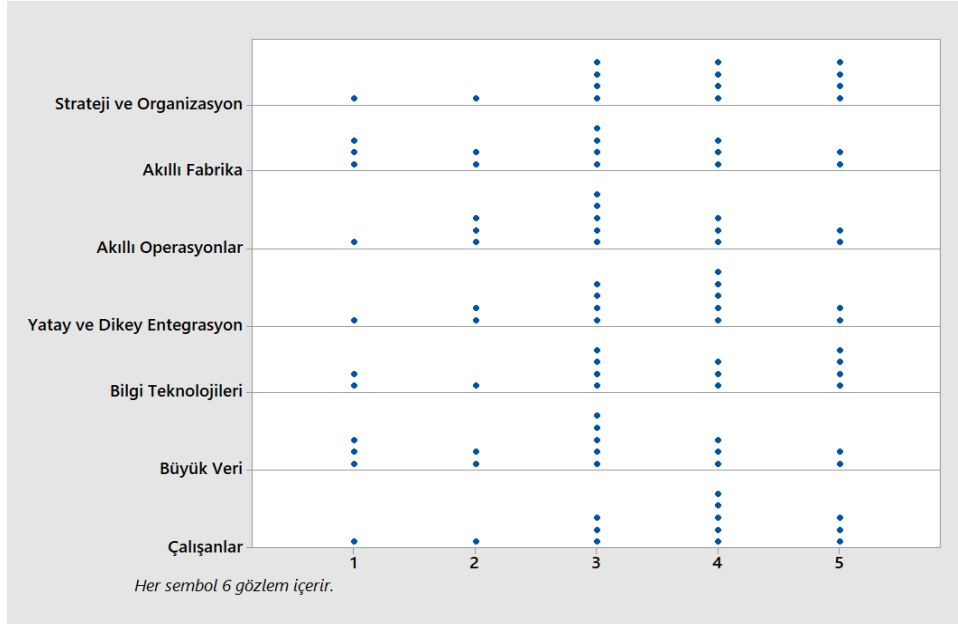 Strateji ve Organizasyon
Akıllı Fabrika
Akıllı Operasyonlar
Yatay ve Dikey Entegrasyon
Bilgi Teknolojileri
Büyük Veri
Çalışanlar
1 2 3 4 5
Her sembol 6 gözlem içerir.